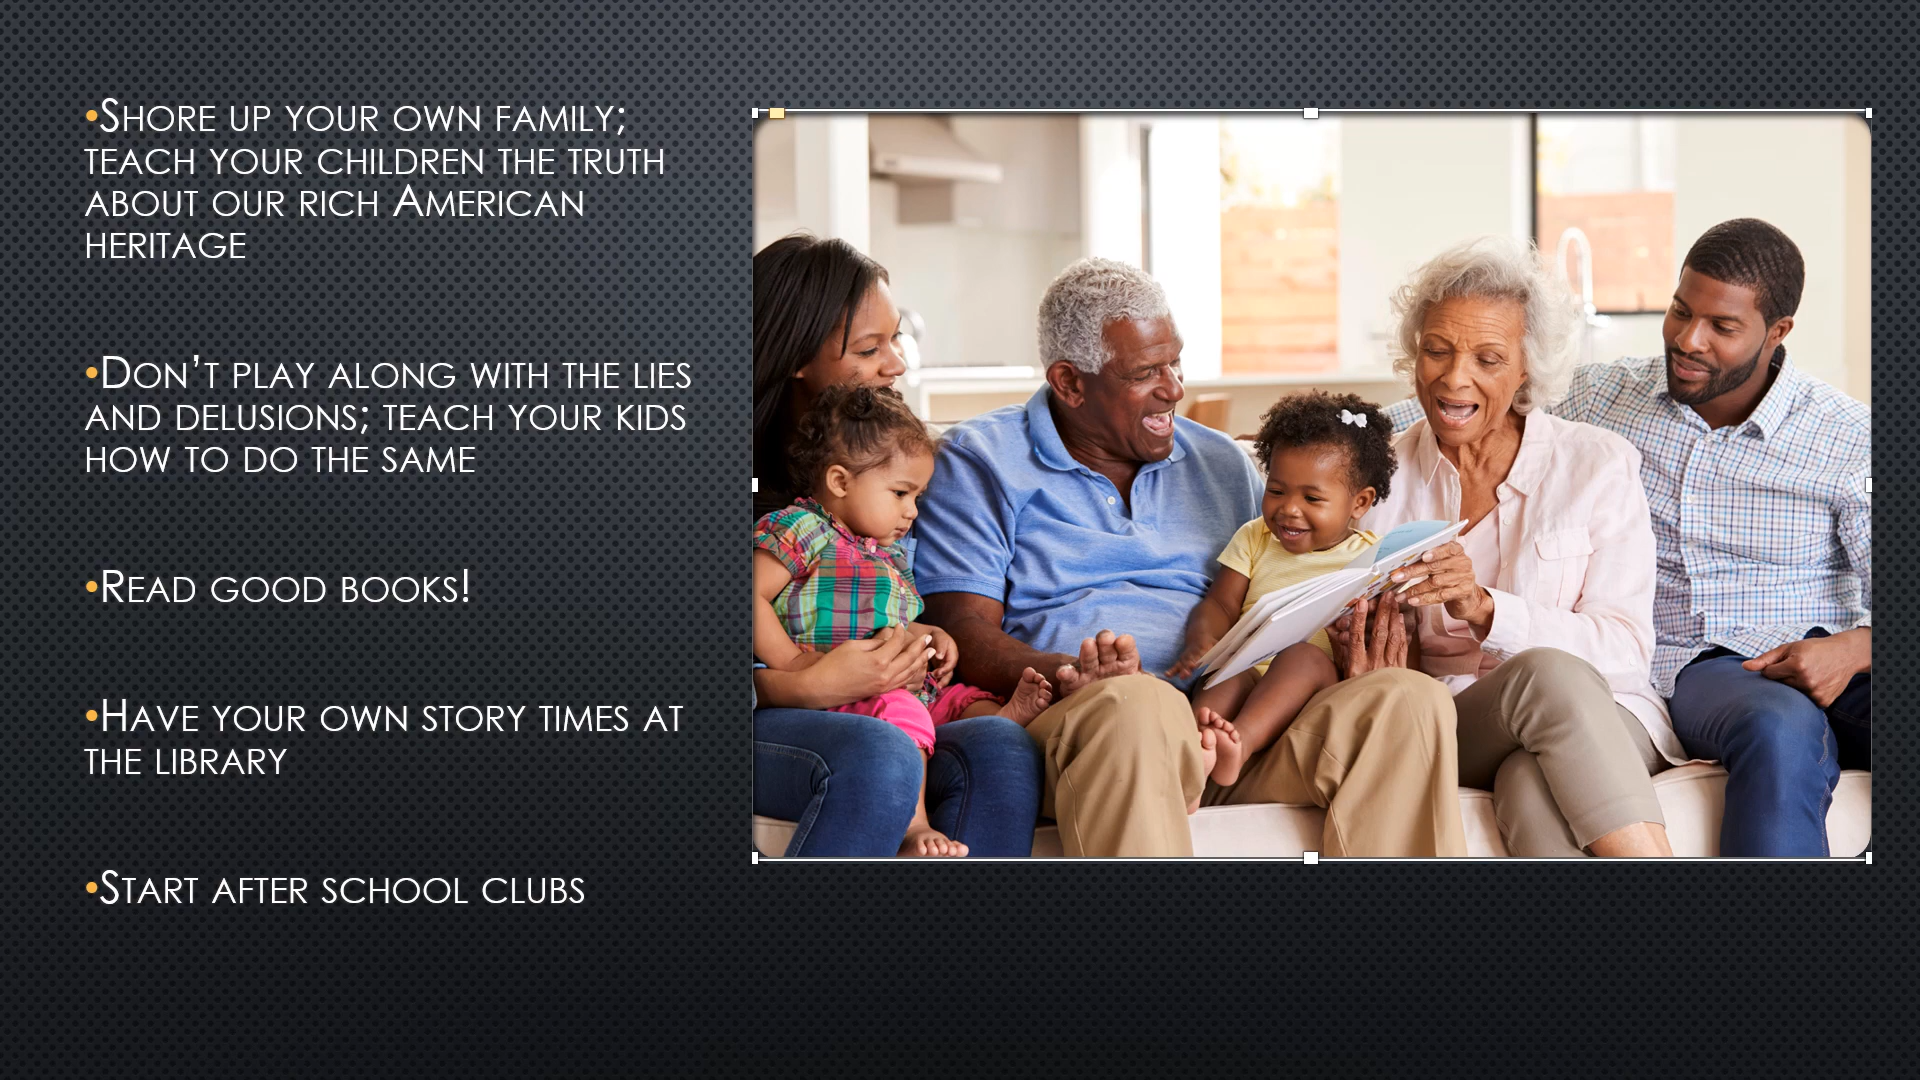 •Shore up your own family;
teach your children the truth
about our rich American
heritage
•Don’t play along with the lies
and delusions; teach your kids
how to do the same
•Read good books!
•Have your own story times at
the library
•Start after school clubs